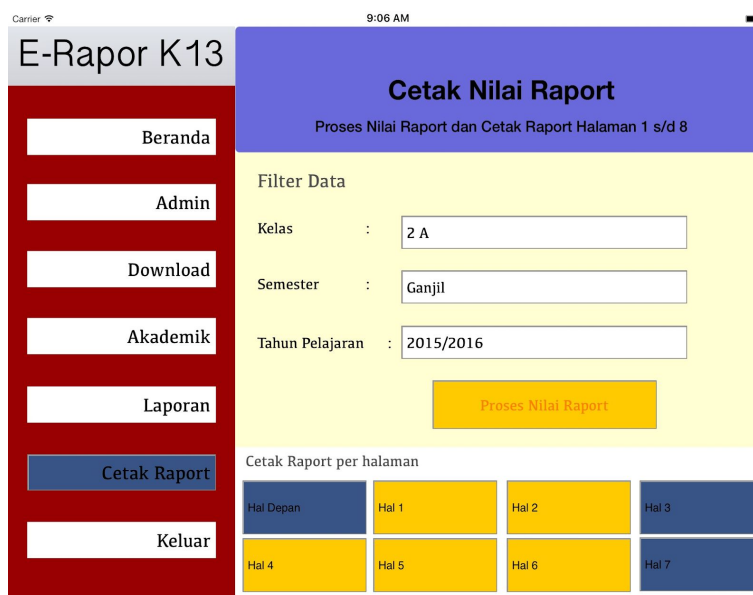 Carrier 9:06 AM
E-Rapor K13
Beranda
Admin
Download
Akademik
Laporan
Cetak Raport
Keluar
Cetak Nilai Raport
Proses Nilai Raport dan Cetak Raport Halaman 1 s/d 8
Filter Data
Kelas : 2 A
Semester : Ganjil
Tahun Pelajaran : 2015/2016
Proses Nilai Raport
Cetak Raport per halaman
Hal Depan Hal 1 Hal 2 Hal 3
Hal 4 Hal 5 Hal 6 Hal 7